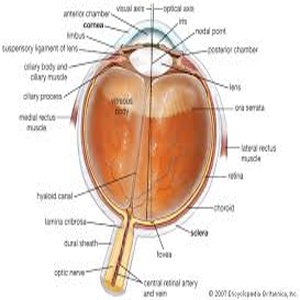 visual axis
optical axis
anterior chamber
iris
cornea
nodal point
limbus
posterior chamber
suspensory ligament of lens
ciliary body and
ciliary muscle
lens
ciliary process
ora serrata
vitreous
body
medial rectus
muscle
lateral rectus
muscle
retina
hyaloid canal
choroid
lamina cribrosa
sclera
dural sheath
fovea
optic nerve
central retinal artery
and vein
© 2007 Encyclopædia Britannica, Inc.